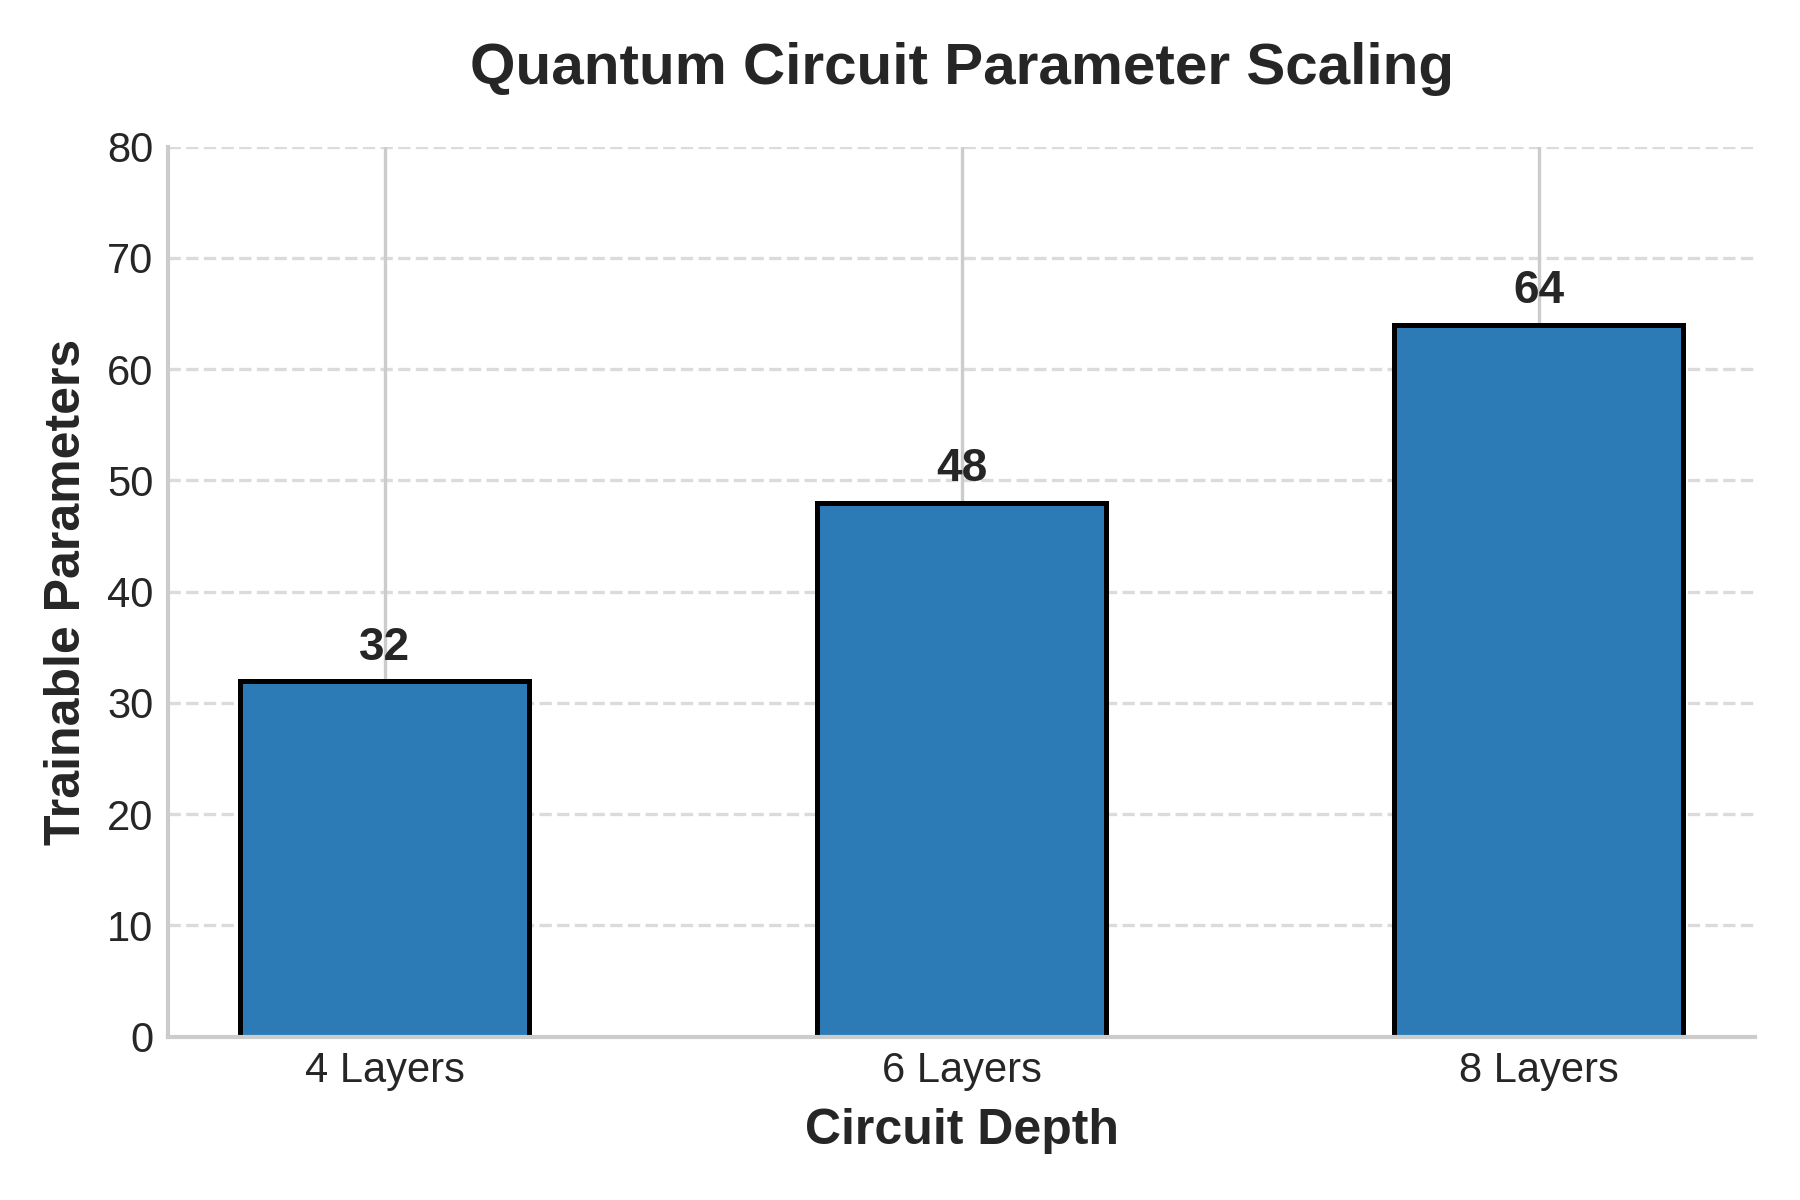 Quantum Circuit Parameter Scaling
Trainable Parameters
80
70
60
50
40
30
20
10
0
32
48
64
4 Layers
6 Layers
8 Layers
Circuit Depth